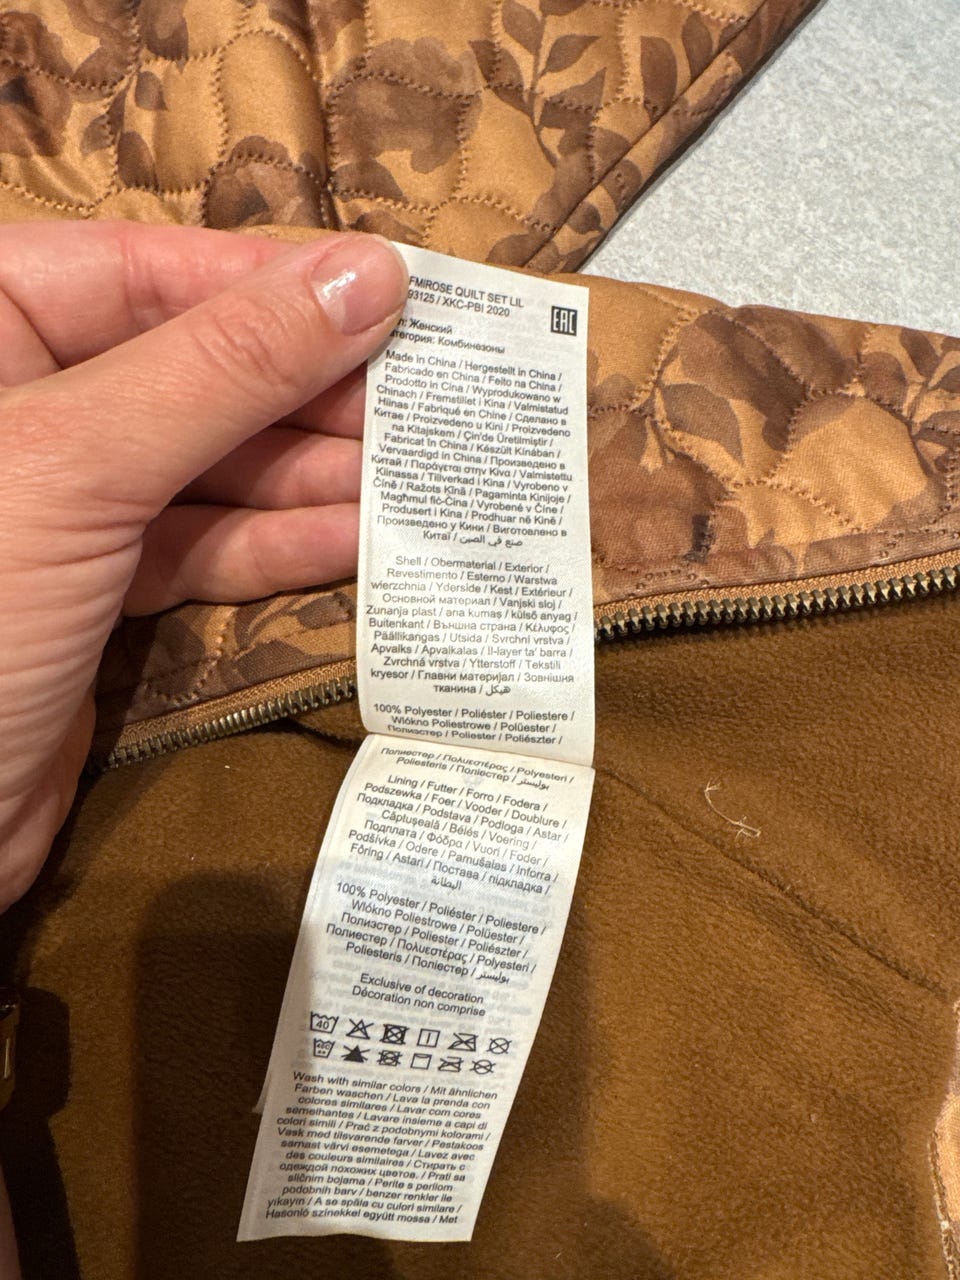 FMIROSE QUILT SET LIL
93125 / XKC-PBI 2020
EAC
Женский
Комбинезоны
Made in China / Hergestellt in China /
Fabricado en China / Feito na China /
Prodotto in Cina / Wyprodukowano w
Chinach / Fremstillet i Kina / Valmistatud
Hiinas / Fabriqué en Chine / Сделано в
Китае / Proizvedeno u Kini / Proizvedeno
na Kitajskem / Çin'de Üretilmiştir /
Fabricat în China / Készült Kínában /
Vervaardigd in China / Произведено в
Китай / Παράγεται στην Κίνα / Valmistettu
Kiinassa / Tillverkad i Kina / Vyrobeno v
Číně / Ražots Ķīnā / Pagaminta Kinijoje /
Magħmul fiċ-Ċina / Vyrobené v Číne /
Produsert i Kina / Prodhuar në Kinë /
Произведено у Кини / Виготовлено в
Китаї / صنع في الصين
Shell / Obermaterial / Exterior /
Revestimento / Esterno / Warstwa
wierzchnia / Yderside / Kest / Extérieur /
Основной материал / Vanjski sloj /
Zunanja plast / ana kumaş / külső anyag /
Buitenkant / Външна страна / Κέλυφος /
Päällikangas / Utsida / Svrchní vrstva /
Apvalks / Apvalkalas / Il-layer ta' barra /
Zvrchná vrstva / Ytterstoff / Tekstili
kryesor / Главни материјал / Зовнішня
тканина / هيكل
100% Polyester / Poliéster / Poliestere /
Włókno Poliestrowe / Polüester /
Полиэстер / Poliester / Poliészter /
Полиестер / Πολυεστέρας / Polyesteri /
Poliesteris / Поліестер / بوليستر
Lining / Futter / Forro / Fodera /
Podszewka / Foer / Vooder / Doublure /
Подкладка / Podstava / Podloga / Astar /
Căptuşeală / Bélés / Voering /
Подплата / Φόδρα / Vuori / Foder /
Podšívka / Odere / Pamušalas / Inforra /
Fôring / Astari / Постава / підкладка /
البطانة
100% Polyester / Poliéster / Poliestere /
Włókno Poliestrowe / Polüester /
Полиэстер / Poliester / Poliészter /
Полиестер / Πολυεστέρας / Polyesteri /
Poliesteris / Поліестер / بوليستر
Exclusive of decoration
Décoration non comprise
40
Wash with similar colors / Mit ähnlichen
Farben waschen / Lava la prenda con
colores similares / Lavar com cores
semelhantes / Lavare insieme a capi di
colori simili / Prać z podobnymi kolorami /
Vask med tilsvarende farver / Pestakoos
samast värvi esemetega / Lavez avec
des couleurs similaires / Стирать с
одеждой похожих цветов. / Prati sa
sličnim bojama / Perite s perilom
podobnih barv / benzer renkler ile
yıkayın / A se spăla cu culori similare /
Hasonló színekkel együtt mossa / Met